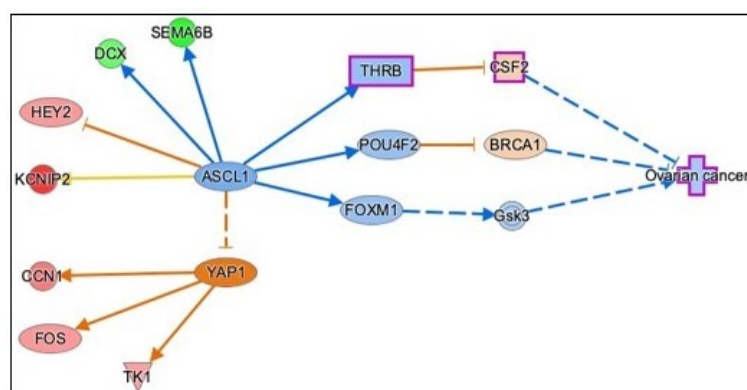 SEMA6B
DCX
THRB
CSF2
HEY2
POU4F2
BRCA1
KCNIP2
ASCL1
Ovarian cancer
FOXM1
Gsk3
CCN1
YAP1
FOS
TK1